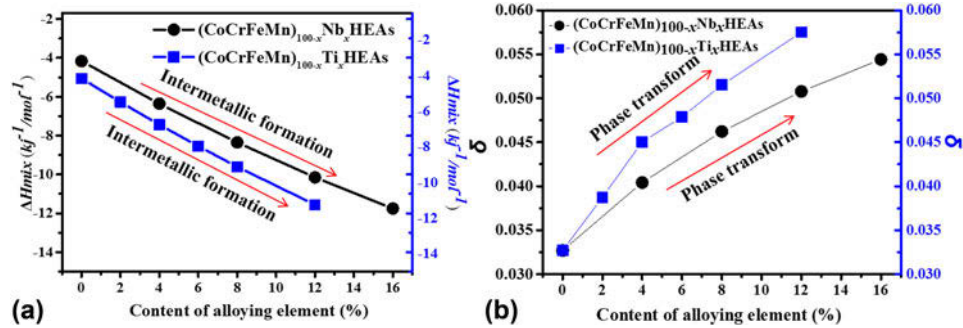 (CoCrFeMn)100-xNbxHEAs
(CoCrFeMn)100-xTixHEAs
Intermetallic formation
Intermetallic formation
-2
-4
-6
-8
-10
-12
-14
ΔHmix (kj-1/mol-1)
-2
-4
-6
-8
-10
-12
-14
ΔHmix (kj-1/mol-1)
0 2 4 6 8 10 12 14 16
Content of alloying element (%)
(a)
(CoCrFeMn)100-xNbxHEAs
(CoCrFeMn)100-xTixHEAs
Phase transform
Phase transform
0.060
0.055
0.050
0.045
0.040
0.035
0.030
δ
0.060
0.055
0.050
0.045
0.040
0.035
0.030
δ
0 2 4 6 8 10 12 14 16
Content of alloying element (%)
(b)